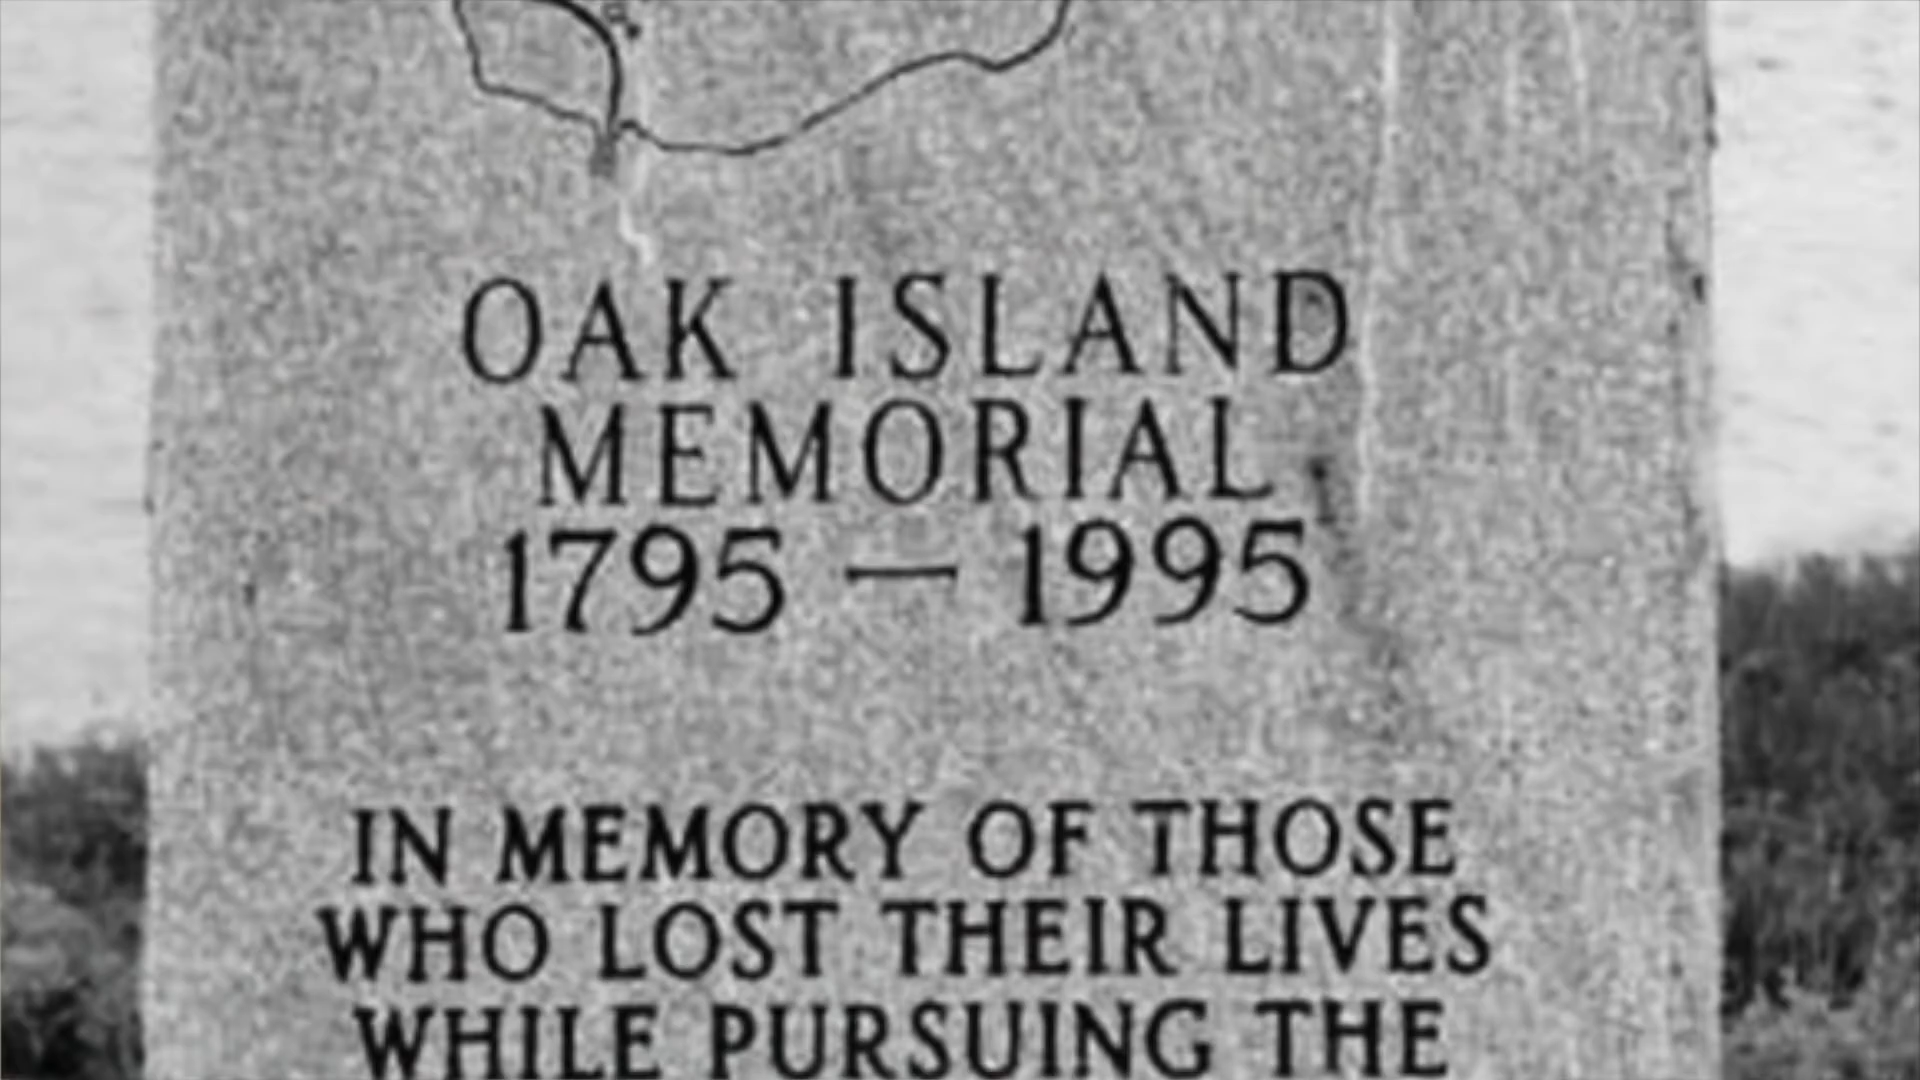 OAK ISLAND
MEMORIAL
1795 — 1995
IN MEMORY OF THOSE
WHO LOST THEIR LIVES
WHILE PURSUING THE